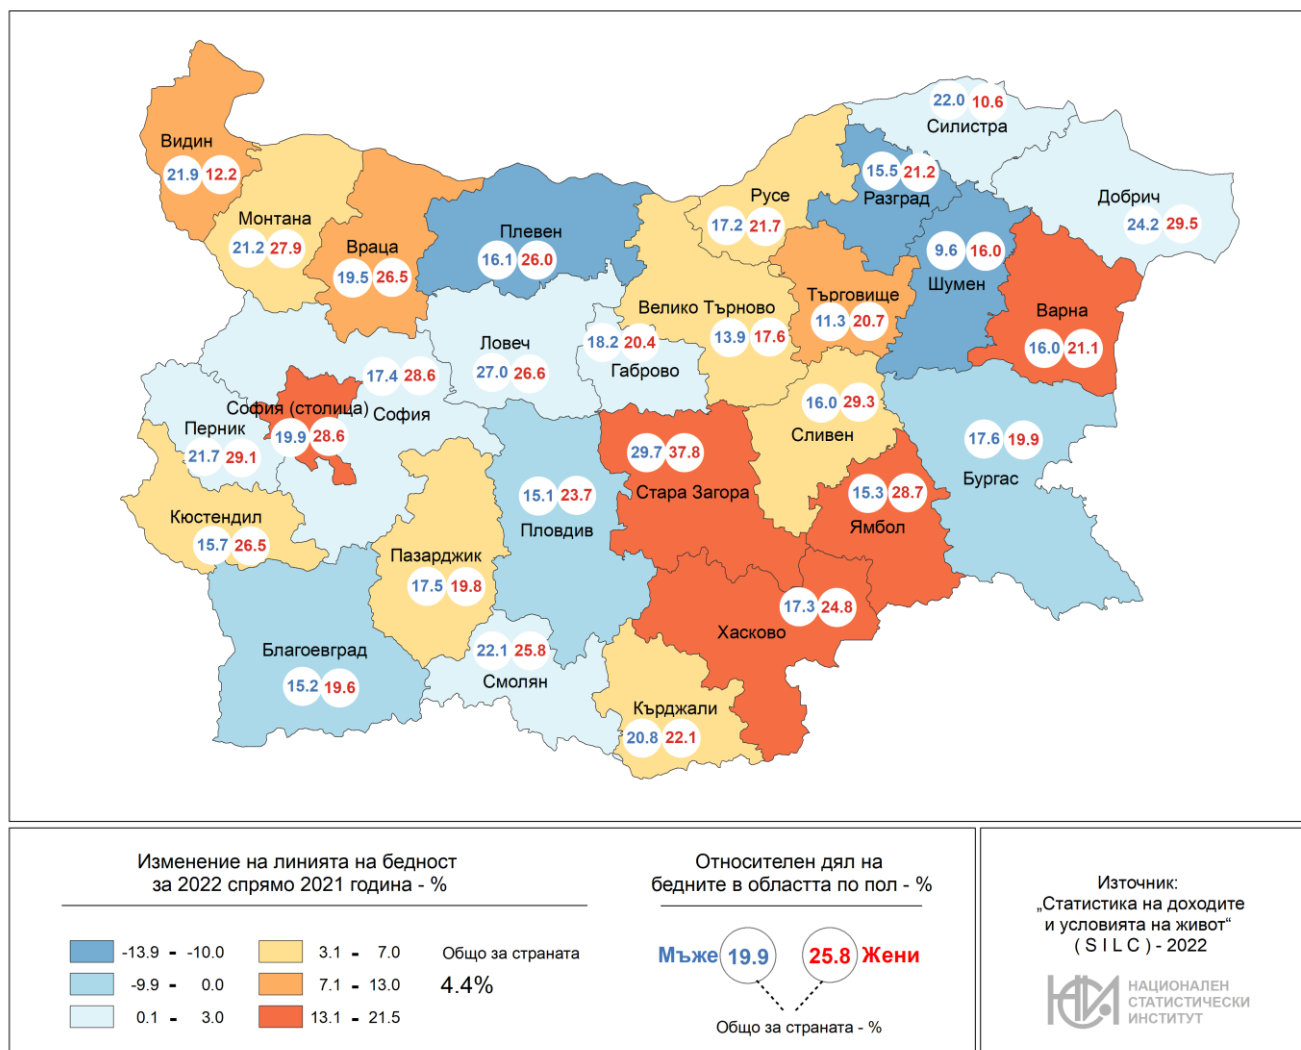 Видин
21.9 12.2
Монтана
21.2 27.9
Враца
19.5 26.5
Плевен
16.1 26.0
Русе
17.2 21.7
22.0 10.6
Силистра
15.5 21.2
Разград
Добрич
24.2 29.5
9.6 16.0
Шумен
Търговище
11.3 20.7
Варна
16.0 21.1
Велико Търново
13.9 17.6
18.2 20.4
Габрово
Ловеч
27.0 26.6
17.4 28.6
София
София (столица)
19.9 28.6
Перник
21.7 29.1
Кюстендил
15.7 26.5
16.0 29.3
Сливен
17.6 19.9
Бургас
29.7 37.8
Стара Загора
15.3 28.7
Ямбол
15.1 23.7
Пловдив
Пазарджик
17.5 19.8
17.3 24.8
Хасково
Благоевград
15.2 19.6
22.1 25.8
Смолян
Кърджали
20.8 22.1
Изменение на линията на бедност
за 2022 спрямо 2021 година - %
-13.9 - -10.0
-9.9 - 0.0
0.1 - 3.0
3.1 - 7.0
7.1 - 13.0
13.1 - 21.5
Общо за страната
4.4%
Относителен дял на
бедните в областта по пол - %
Мъже 19.9 25.8 Жени
Общо за страната - %
Източник:
„Статистика на доходите
и условията на живот“
( S I L C ) - 2022
НСИ
НАЦИОНАЛЕН
СТАТИСТИЧЕСКИ
ИНСТИТУТ